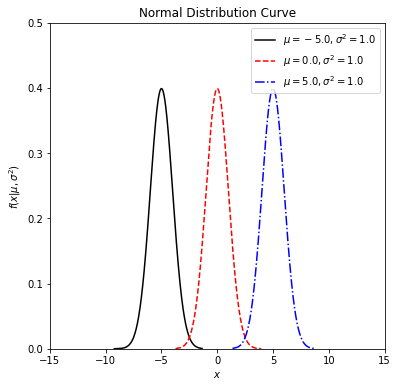 Normal Distribution Curve
μ = −5.0, σ² = 1.0
μ = 0.0, σ² = 1.0
μ = 5.0, σ² = 1.0
f(x|μ, σ²)
0.5
0.4
0.3
0.2
0.1
0.0
−15 −10 −5 0 5 10 15
x